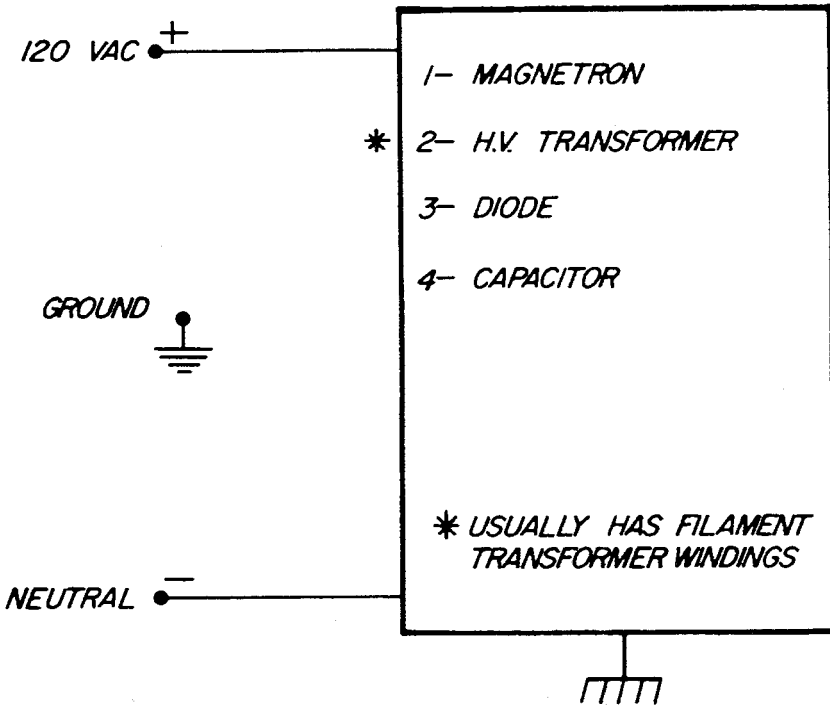 120 VAC +
1- MAGNETRON
* 2- H.V. TRANSFORMER
3- DIODE
4- CAPACITOR
GROUND
* USUALLY HAS FILAMENT
TRANSFORMER WINDINGS
NEUTRAL -